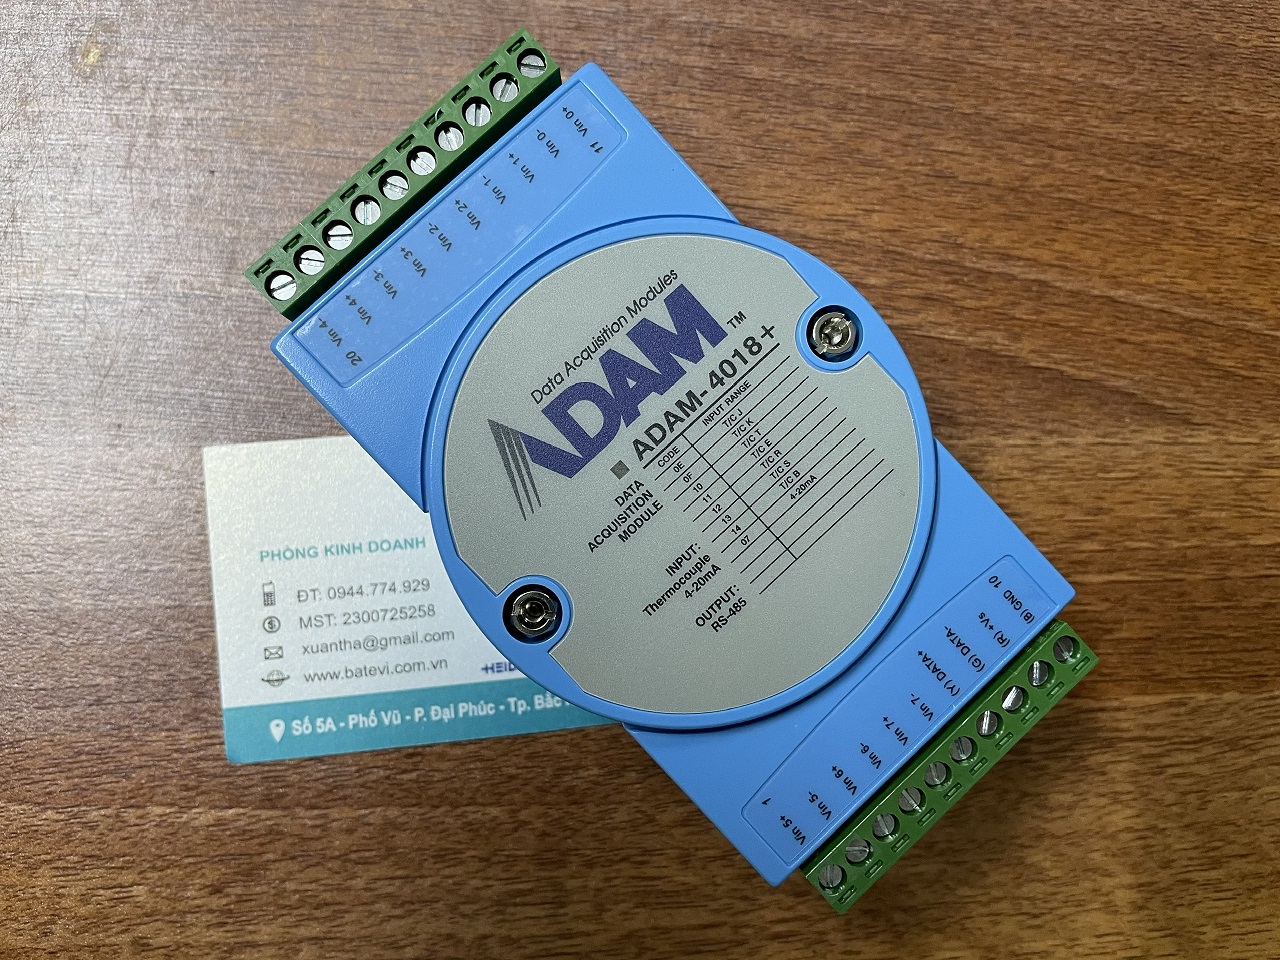 11 Vin 0+
Vin 0-
Vin 1+
Vin 1-
Vin 2+
Vin 2-
Vin 3+
Vin 3-
Vin 4+
20 Vin 4-
Data Acquisition Modules
ADAM™
ADAM-4018+
DATA
ACQUISITION
MODULE
INPUT:
Thermocouple
4-20mA
OUTPUT:
RS-485
CODE INPUT RANGE
0E T/C J
0F T/C K
10 T/C T
11 T/C E
12 T/C R
13 T/C S
14 T/C B
07 4-20mA
(B) GND 10
(R) +Vs
(G) DATA-
(Y) DATA+
Vin 7-
Vin 7+
Vin 6-
Vin 6+
Vin 5-
Vin 5+ 1
PHÒNG KINH DOANH
ĐT: 0944.774.929
MST: 2300725258
xuantha@gmail.com
www.batevi.com.vn
HEID
Số 5A - Phố Vũ - P. Đại Phúc - Tp. Bắc